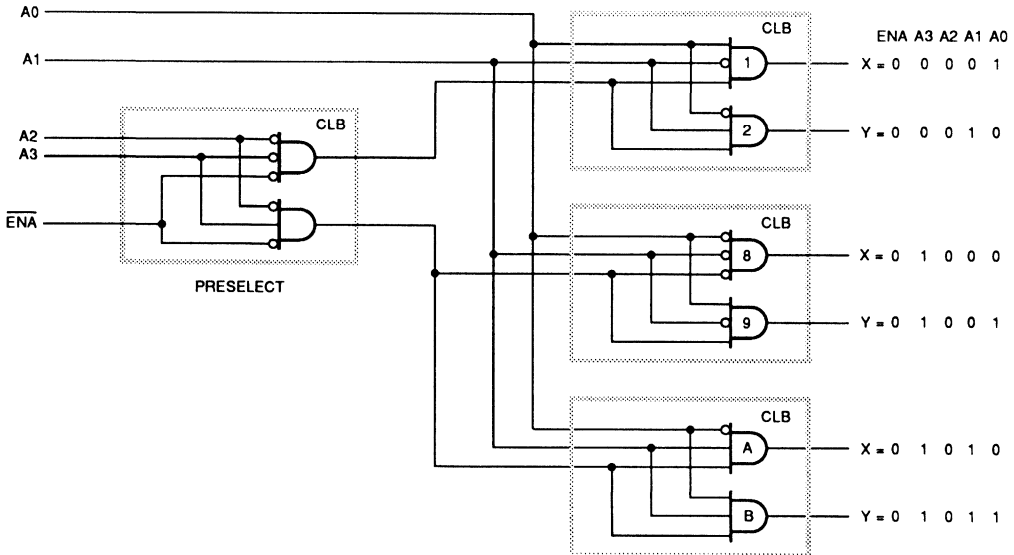 A0
CLB
ENA A3 A2 A1 A0
A1
1
X = 0 0 0 0 1
CLB
A2
2
Y = 0 0 0 1 0
A3
ENA
CLB
8
X = 0 1 0 0 0
PRESELECT
9
Y = 0 1 0 0 1
CLB
A
X = 0 1 0 1 0
B
Y = 0 1 0 1 1